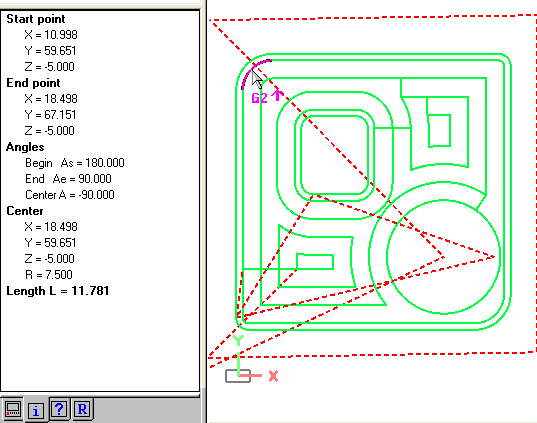 Start point
X = 10.998
Y = 59.651
Z = -5.000
End point
X = 18.498
Y = 67.151
Z = -5.000
Angles
Begin As = 180.000
End Ae = 90.000
Center A = -90.000
Center
X = 18.498
Y = 59.651
Z = -5.000
R = 7.500
Length L = 11.781
G2
Y
X
i
?
R